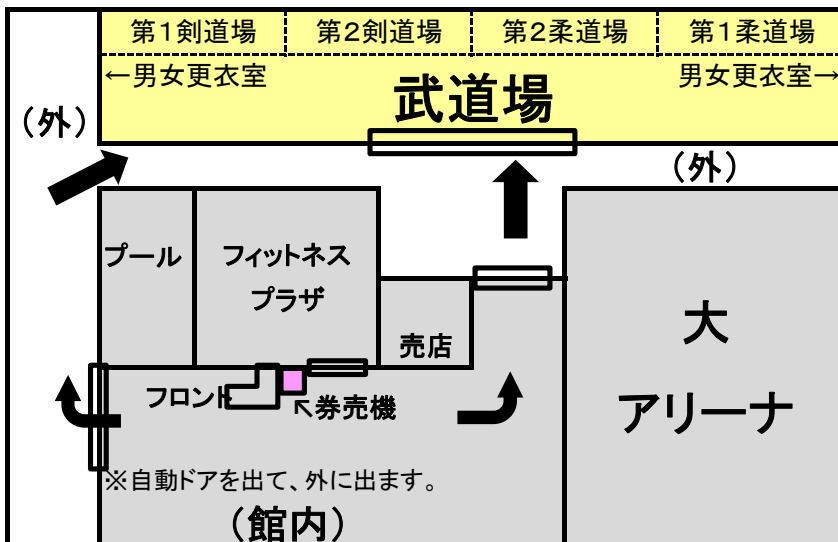 第1剣道場 第2剣道場 第2柔道場 第1柔道場
←男女更衣室 男女更衣室→
武道場
(外)
(外)
プール
フィットネス
プラザ
売店
大
アリーナ
フロント
↖券売機
※自動ドアを出て、外に出ます。
(館内)